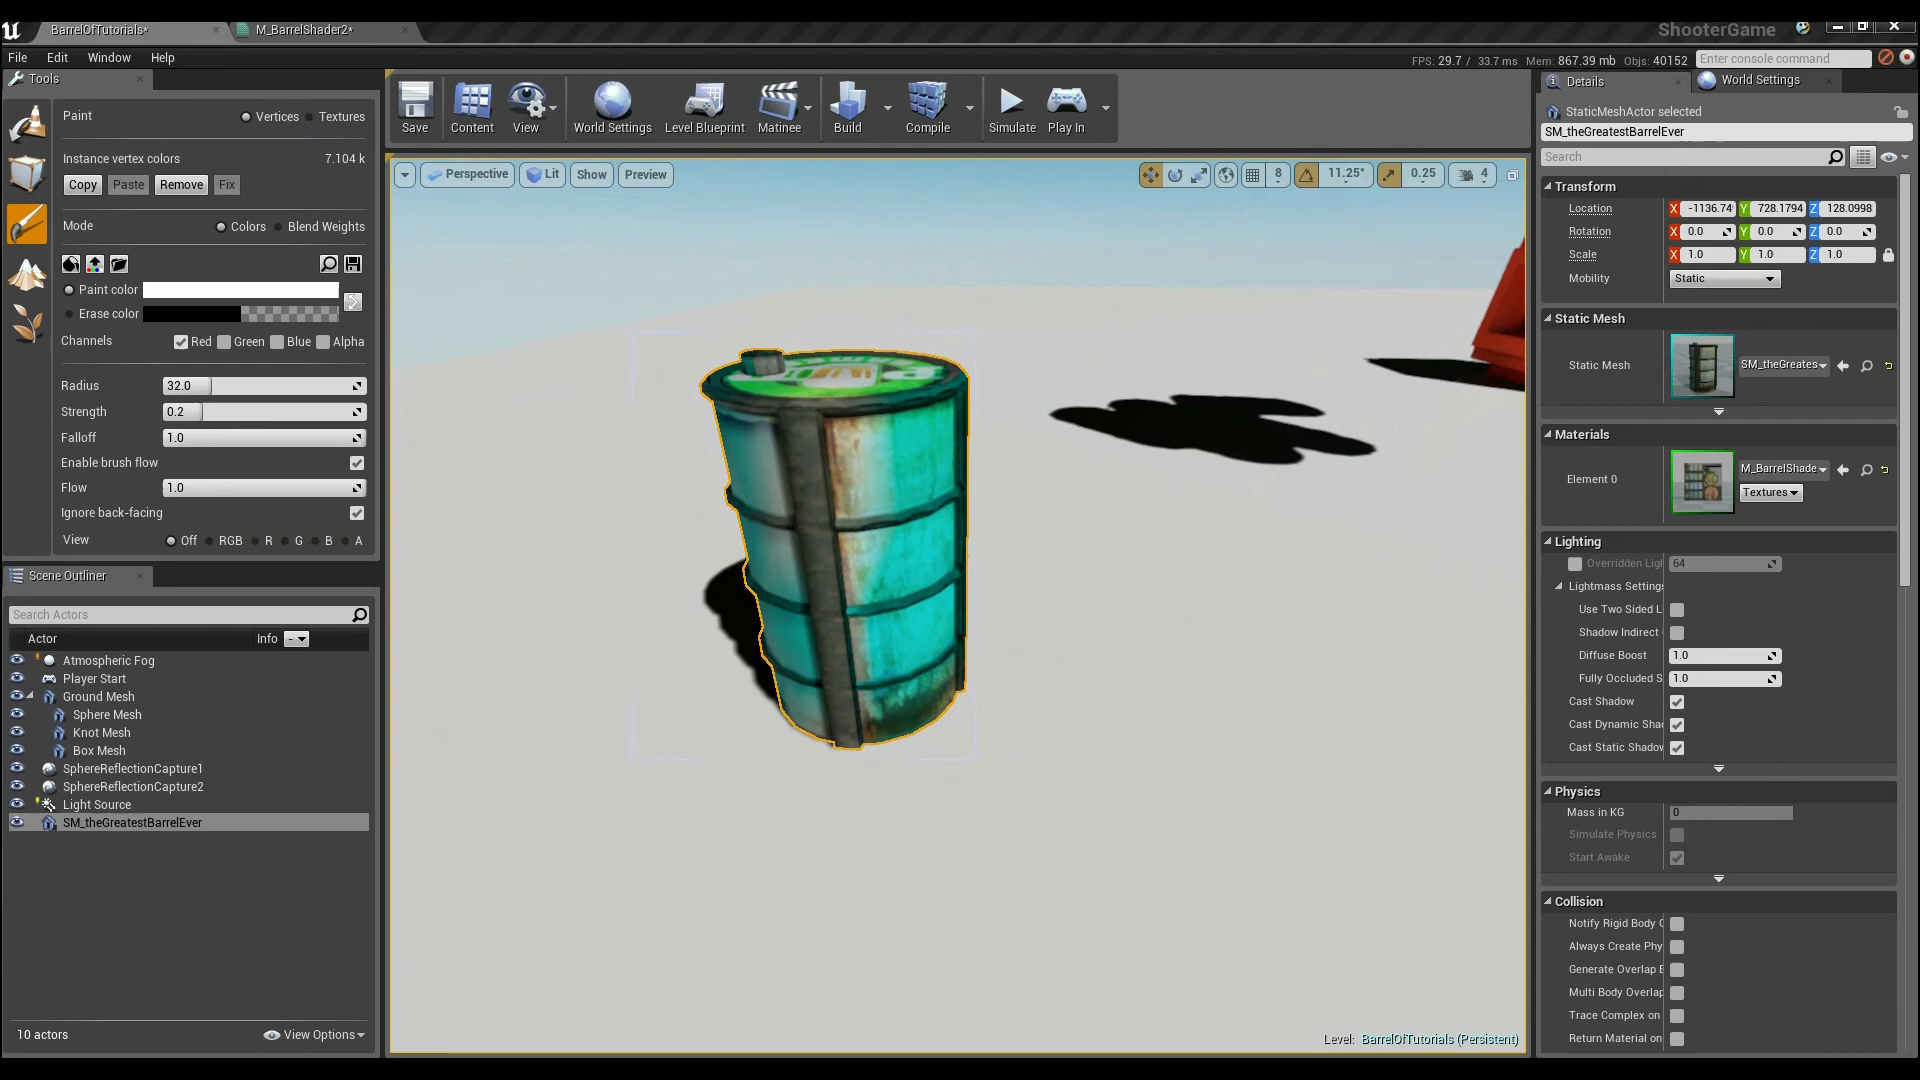 BarrelOfTutorials*
M_BarrelShader2*
ShooterGame
File Edit Window Help
FPS: 29.7 / 33.7 ms Mem: 867.39 mb Objs: 40152
Enter console command
Tools
Paint
Vertices Textures
Instance vertex colors 7.104 k
Copy Paste Remove Fix
Mode
Colors Blend Weights
Paint color
Erase color
Channels Red Green Blue Alpha
Radius 32.0
Strength 0.2
Falloff 1.0
Enable brush flow
Flow 1.0
Ignore back-facing
View Off RGB R G B A
Scene Outliner
Search Actors
Actor Info -
Atmospheric Fog
Player Start
Ground Mesh
Sphere Mesh
Knot Mesh
Box Mesh
SphereReflectionCapture1
SphereReflectionCapture2
Light Source
SM_theGreatestBarrelEver
10 actors
View Options
Save
Content
View
World Settings
Level Blueprint
Matinee
Build
Compile
Simulate
Play In
Perspective Lit Show Preview
8 11.25° 0.25 4
Level: BarrelOfTutorials (Persistent)
Details
World Settings
StaticMeshActor selected
SM_theGreatestBarrelEver
Search
Transform
Location X -1136.74 Y 728.1794 Z 128.0998
Rotation X 0.0 Y 0.0 Z 0.0
Scale X 1.0 Y 1.0 Z 1.0
Mobility Static
Static Mesh
Static Mesh SM_theGreates
Materials
Element 0
M_BarrelShade
Textures
Lighting
Overridden Ligh 64
Lightmass Settings
Use Two Sided L
Shadow Indirect
Diffuse Boost 1.0
Fully Occluded S 1.0
Cast Shadow
Cast Dynamic Shad
Cast Static Shadow
Physics
Mass in KG 0
Simulate Physics
Start Awake
Collision
Notify Rigid Body C
Always Create Phy
Generate Overlap E
Multi Body Overlap
Trace Complex on
Return Material on